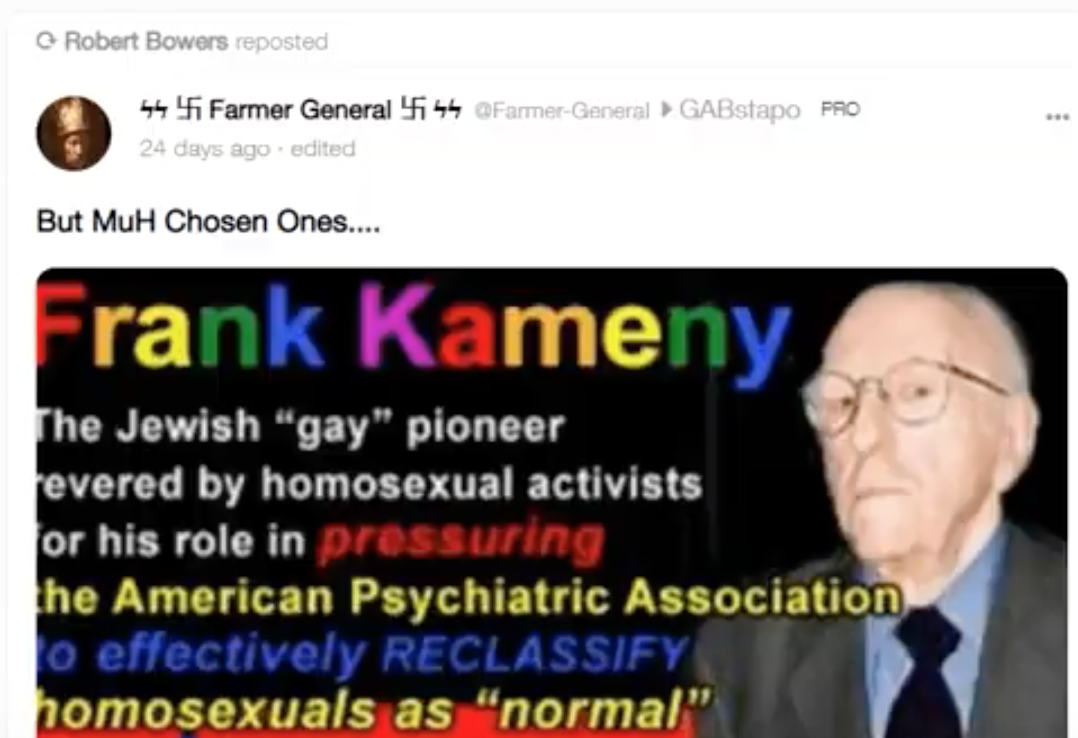 Robert Bowers reposted
ϟϟ 卐 Farmer General 卐 ϟϟ @Farmer-General ▸ GABstapo PRO
24 days ago · edited
But MuH Chosen Ones....
Frank Kameny
The Jewish “gay” pioneer
revered by homosexual activists
for his role in pressuring
the American Psychiatric Association
to effectively RECLASSIFY
homosexuals as “normal”